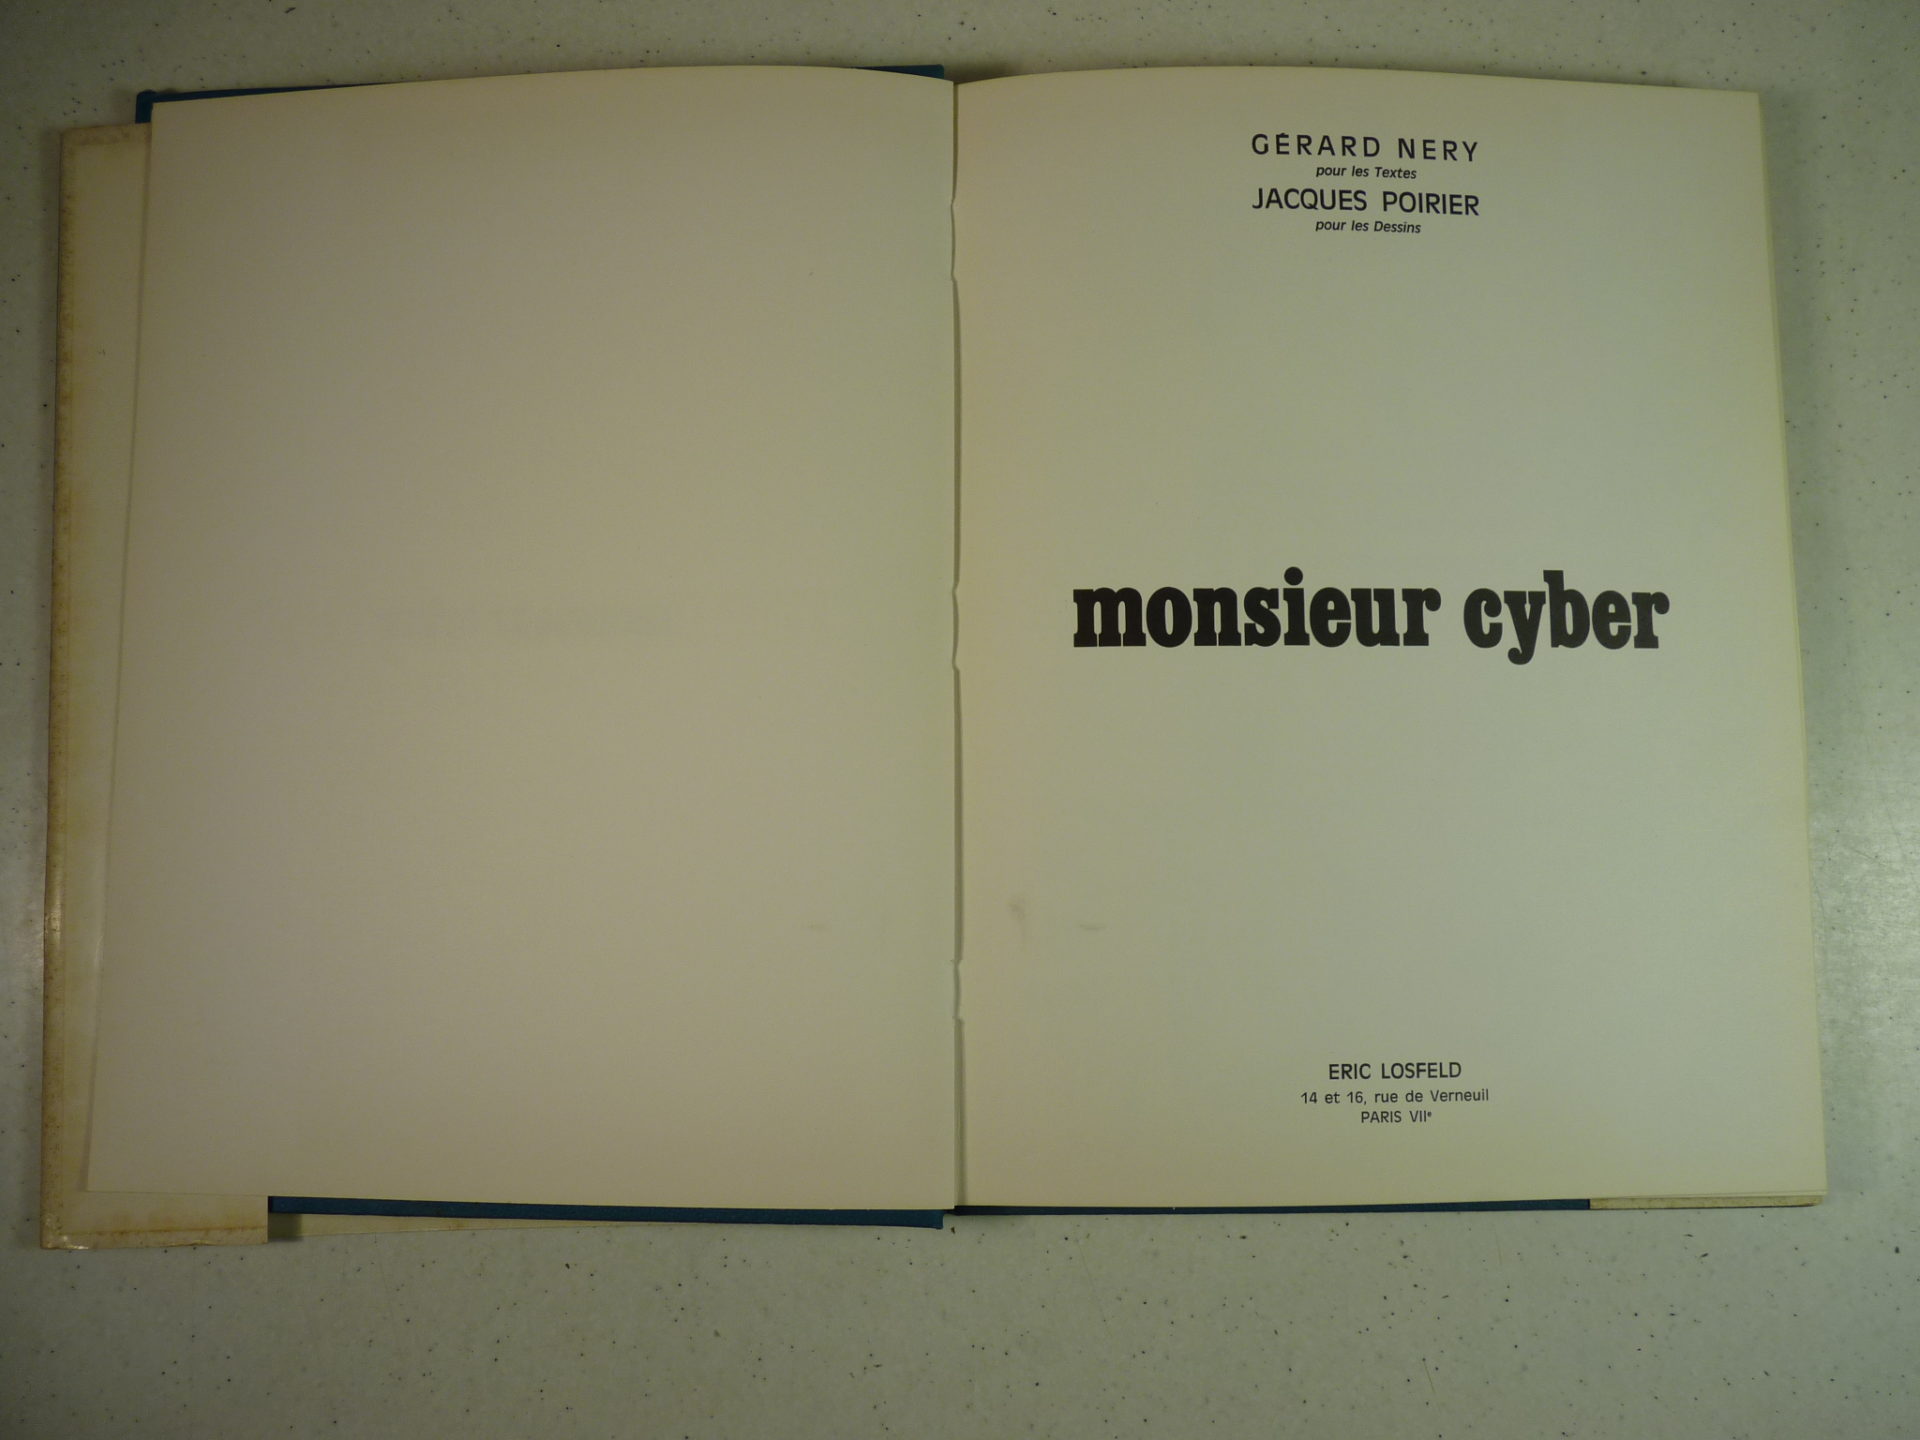 GÉRARD NERY
pour les Textes
JACQUES POIRIER
pour les Dessins
monsieur cyber
ERIC LOSFELD
14 et 16, rue de Verneuil
PARIS VIIe